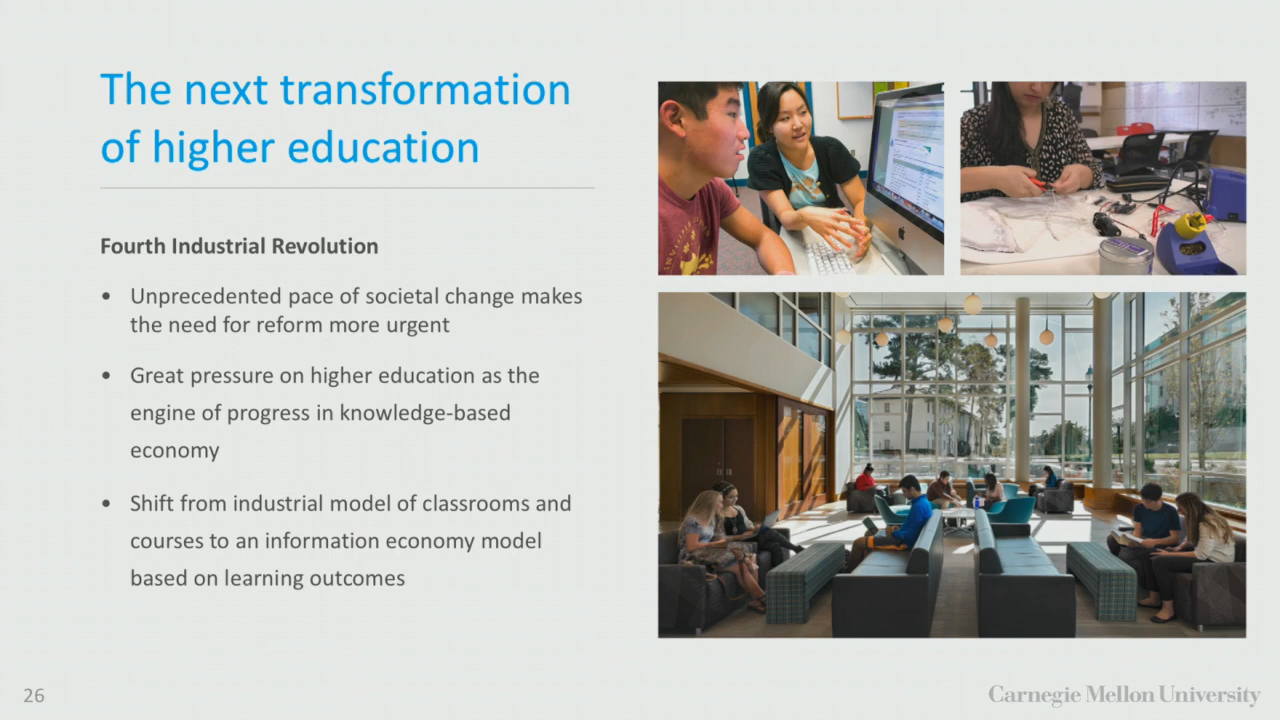 The next transformation
of higher education
Fourth Industrial Revolution
• Unprecedented pace of societal change makes
the need for reform more urgent
• Great pressure on higher education as the
engine of progress in knowledge-based
economy
• Shift from industrial model of classrooms and
courses to an information economy model
based on learning outcomes
26
Carnegie Mellon University